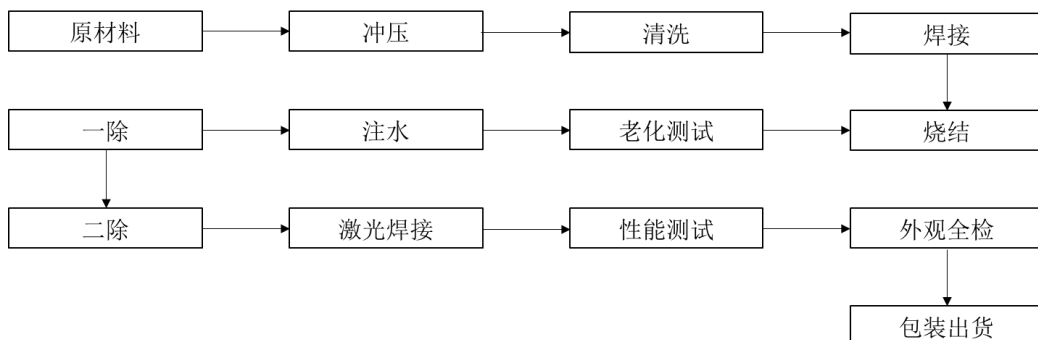 原材料
冲压
清洗
焊接
一除
注水
老化测试
烧结
二除
激光焊接
性能测试
外观全检
包装出货